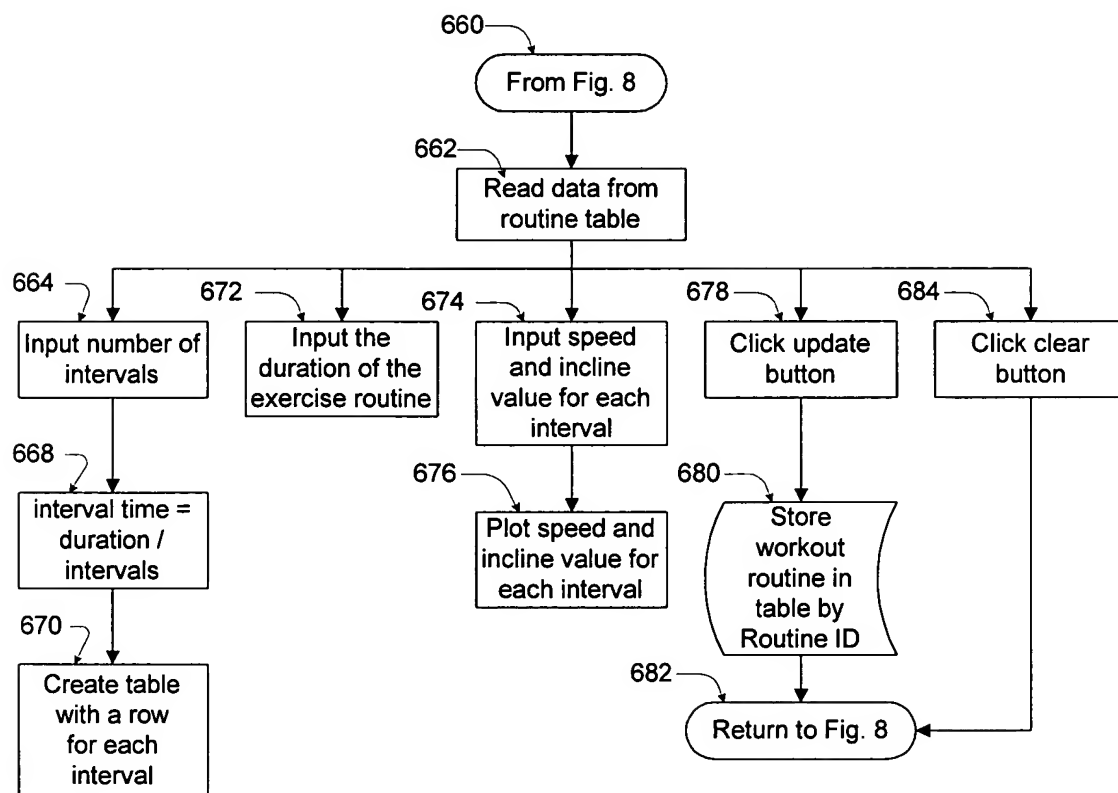 660
From Fig. 8
662
Read data from
routine table
664
Input number of
intervals
672
Input the
duration of the
exercise routine
674
Input speed
and incline
value for each
interval
678
Click update
button
684
Click clear
button
668
interval time =
duration /
intervals
676
Plot speed and
incline value for
each interval
680
Store
workout
routine in
table by
Routine ID
670
Create table
with a row
for each
interval
682
Return to Fig. 8